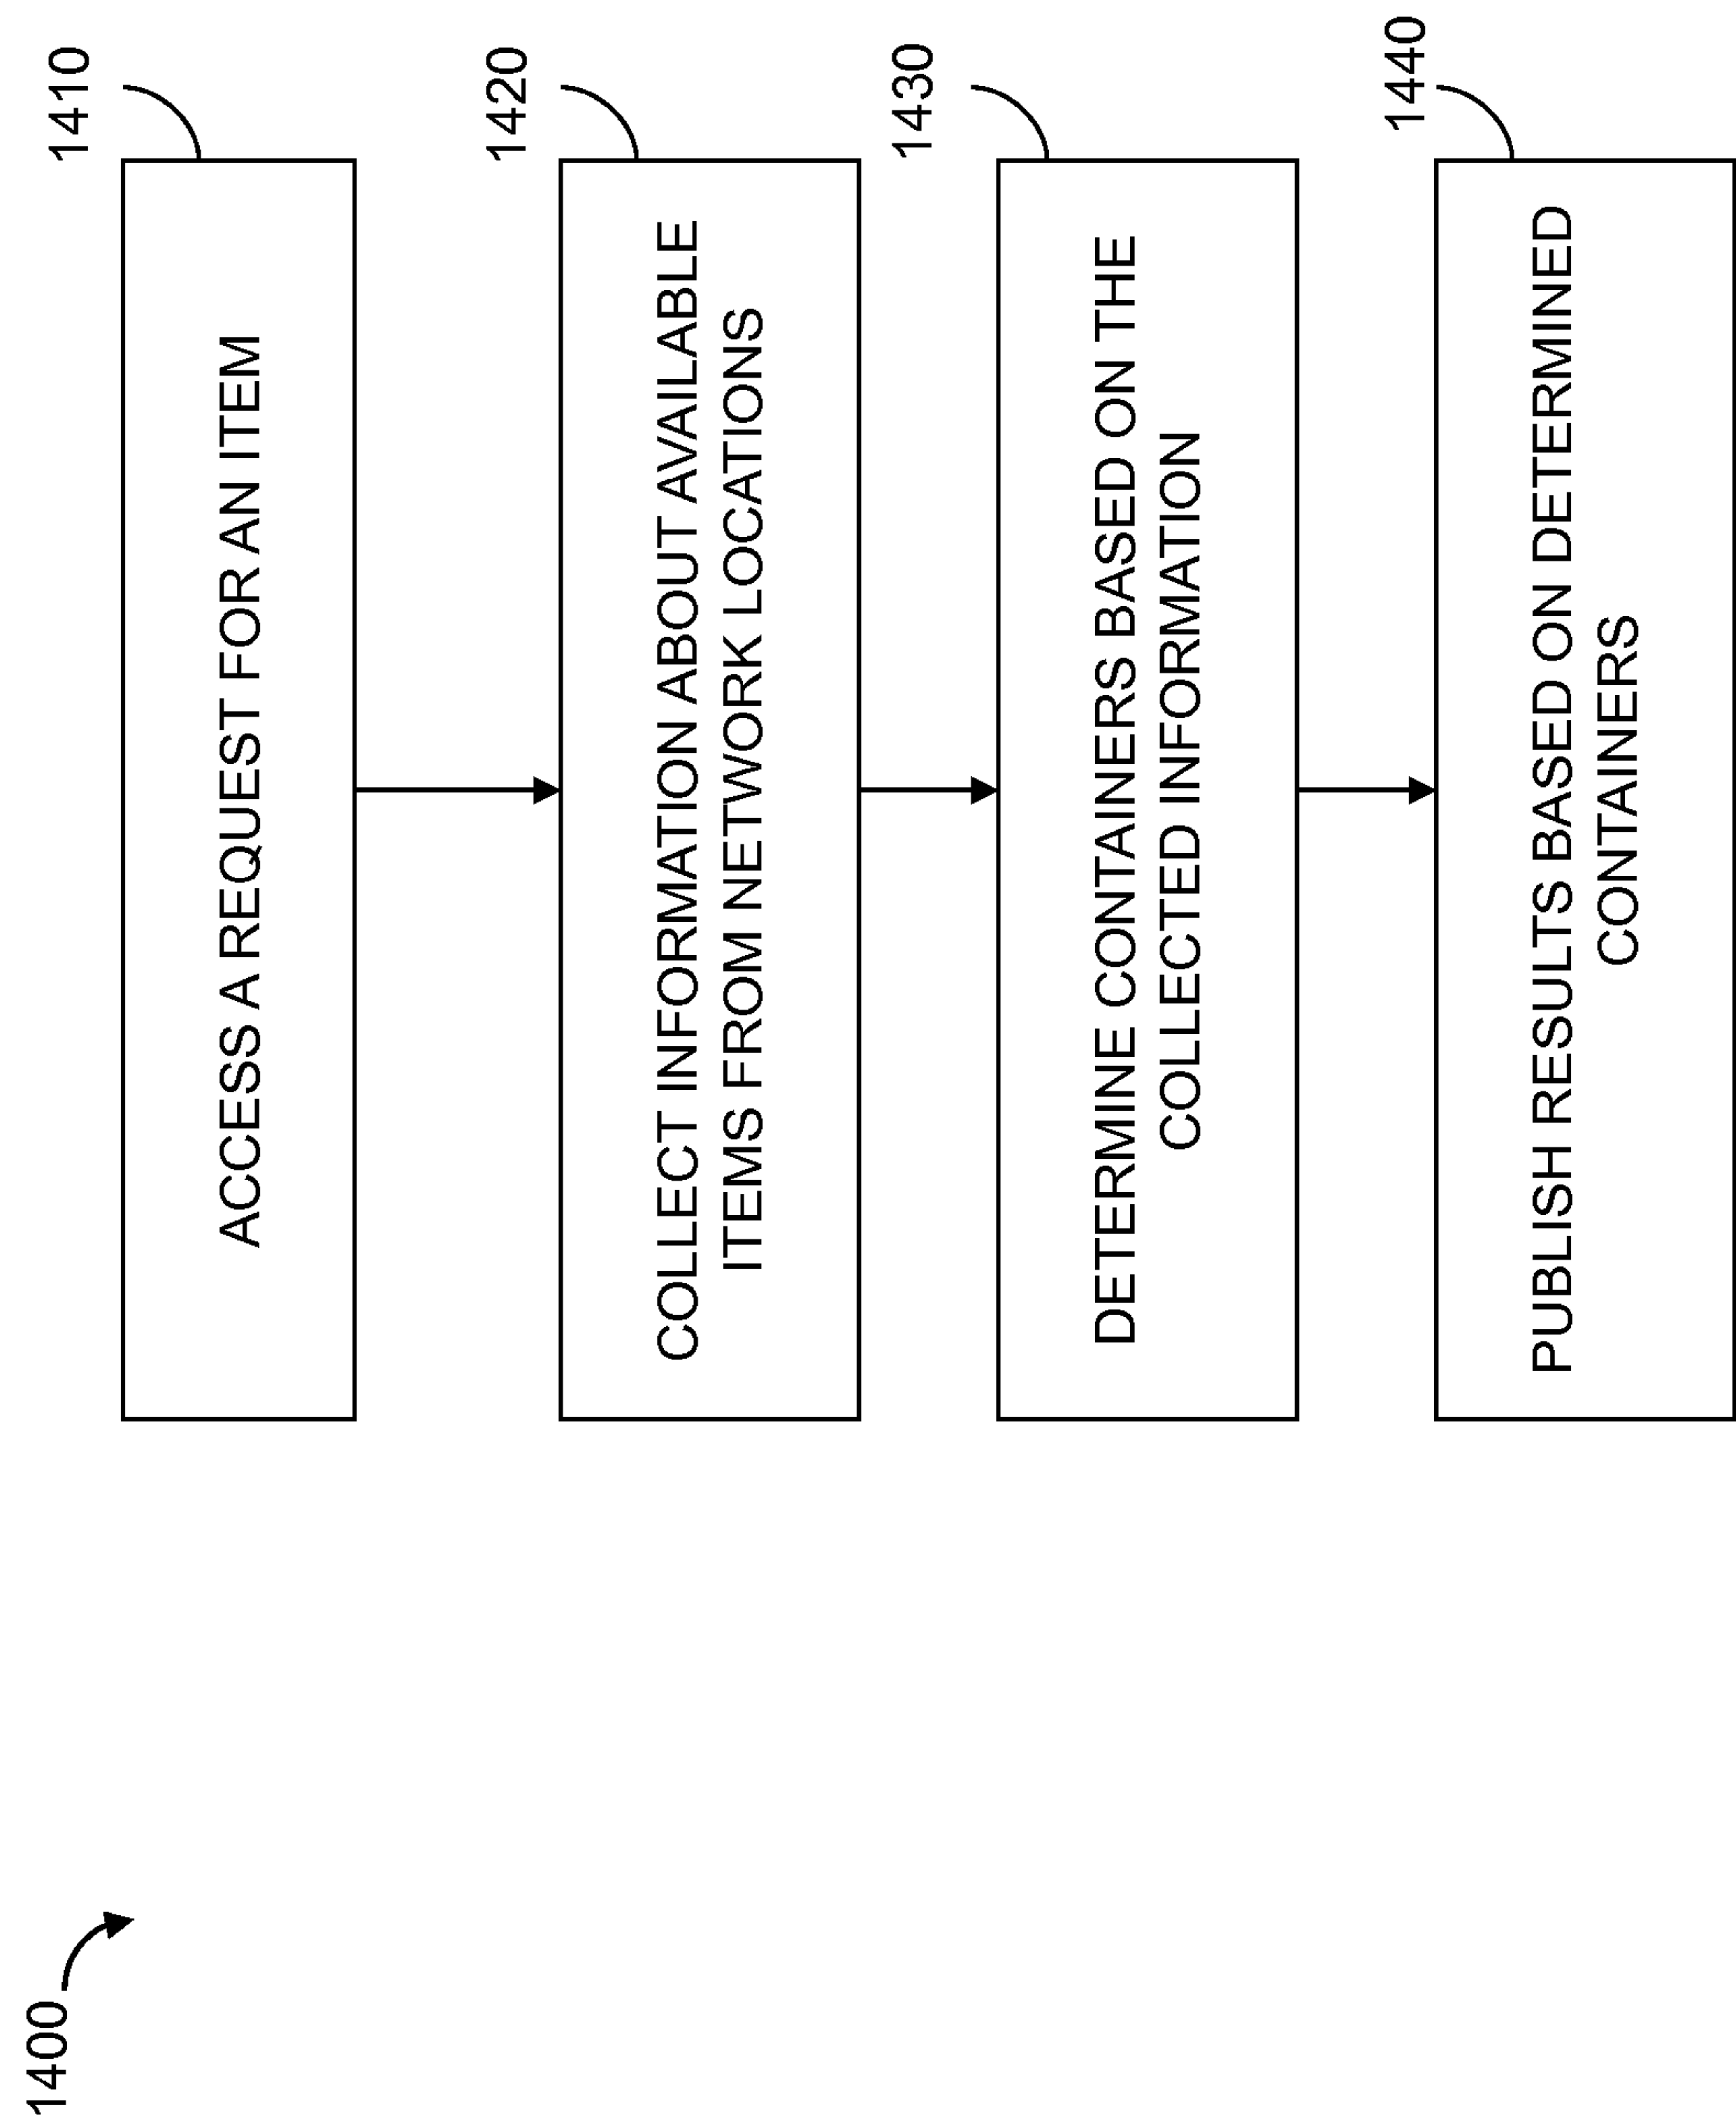 1400
1410
ACCESS A REQUEST FOR AN ITEM
1420
COLLECT INFORMATION ABOUT AVAILABLE
ITEMS FROM NETWORK LOCATIONS
1430
DETERMINE CONTAINERS BASED ON THE
COLLECTED INFORMATION
1440
PUBLISH RESULTS BASED ON DETERMINED
CONTAINERS